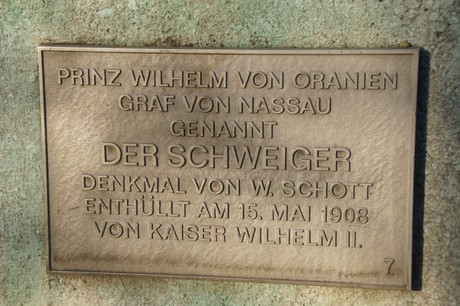 PRINZ WILHELM VON ORANIEN
GRAF VON NASSAU
GENANNT
DER SCHWEIGER
DENKMAL VON W. SCHOTT
ENTHÜLLT AM 15. MAI 1908
VON KAISER WILHELM II.
7